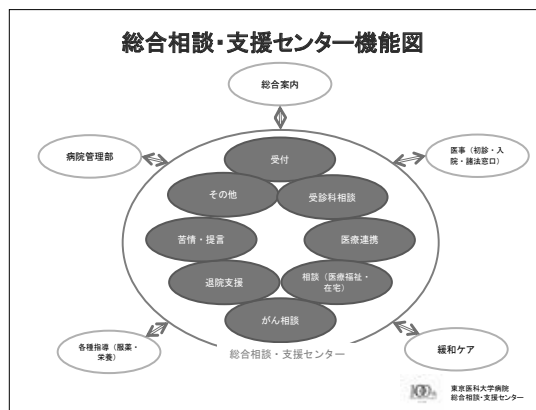 総合相談・支援センター機能図
総合案内
病院管理部
医事（初診・入
院・諸法窓口）
受付
その他
受診科相談
苦情・提言
医療連携
退院支援
相談（医療福祉・
在宅）
がん相談
総合相談・支援センター
各種指導（服薬・
栄養）
緩和ケア
100
東京医科大学病院
総合相談・支援センター